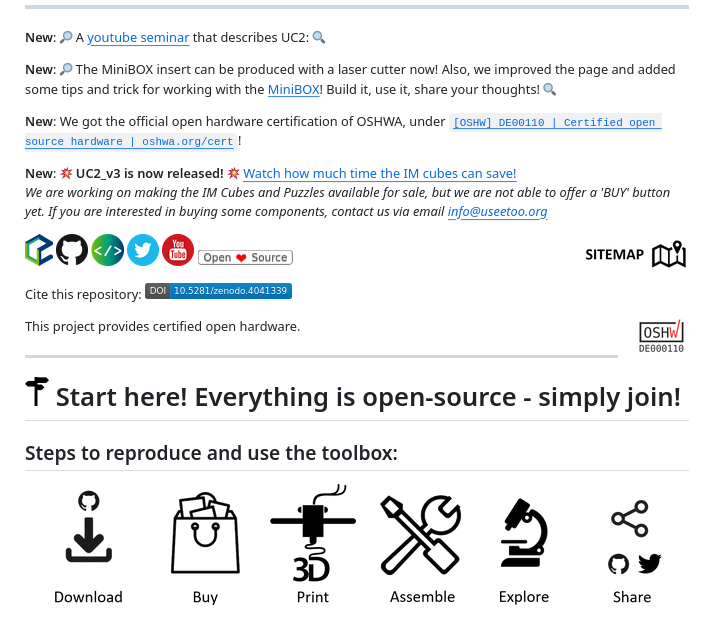 New: A youtube seminar that describes UC2:
New: The MiniBOX insert can be produced with a laser cutter now! Also, we improved the page and added
some tips and trick for working with the MiniBOX! Build it, use it, share your thoughts!
New: We got the official open hardware certification of OSHWA, under [OSHW] DE00110 | Certified open
source hardware | oshwa.org/cert !
New: UC2_v3 is now released! Watch how much time the IM cubes can save!
We are working on making the IM Cubes and Puzzles available for sale, but we are not able to offer a 'BUY' button
yet. If you are interested in buying some components, contact us via email info@useetoo.org
</> You Tube Open Source SITEMAP
Cite this repository: DOI 10.5281/zenodo.4041339
This project provides certified open hardware.
OSHW
DE000110
Start here! Everything is open-source - simply join!
Steps to reproduce and use the toolbox:
3D
Download Buy Print Assemble Explore Share